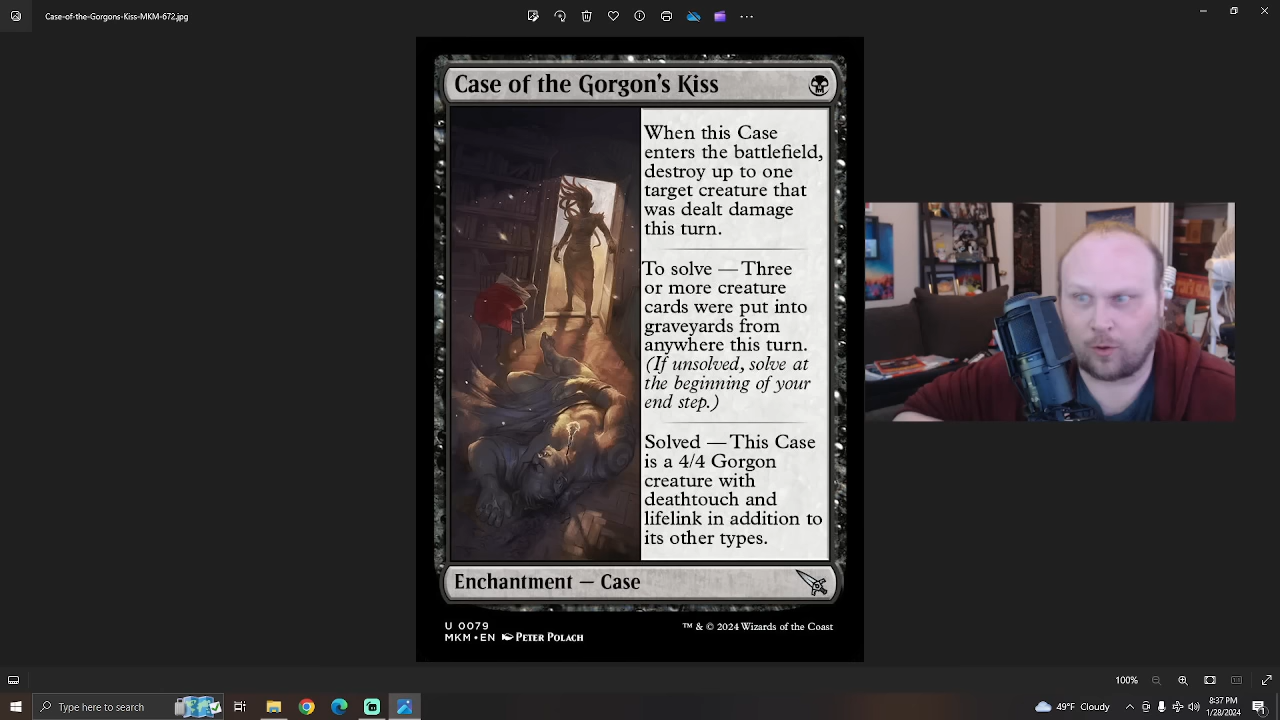 Case-of-the-Gorgons-Kiss-MKM-672.jpg
Case of the Gorgon's Kiss
When this Case
enters the battlefield,
destroy up to one
target creature that
was dealt damage
this turn.
To solve — Three
or more creature
cards were put into
graveyards from
anywhere this turn.
(If unsolved, solve at
the beginning of your
end step.)
Solved — This Case
is a 4/4 Gorgon
creature with
deathtouch and
lifelink in addition to
its other types.
Enchantment — Case
U 0079
MKM • EN Peter Polach
™ & © 2024 Wizards of the Coast
100%
Type here to search
49°F Cloudy
8:37 PM
1/28/2024